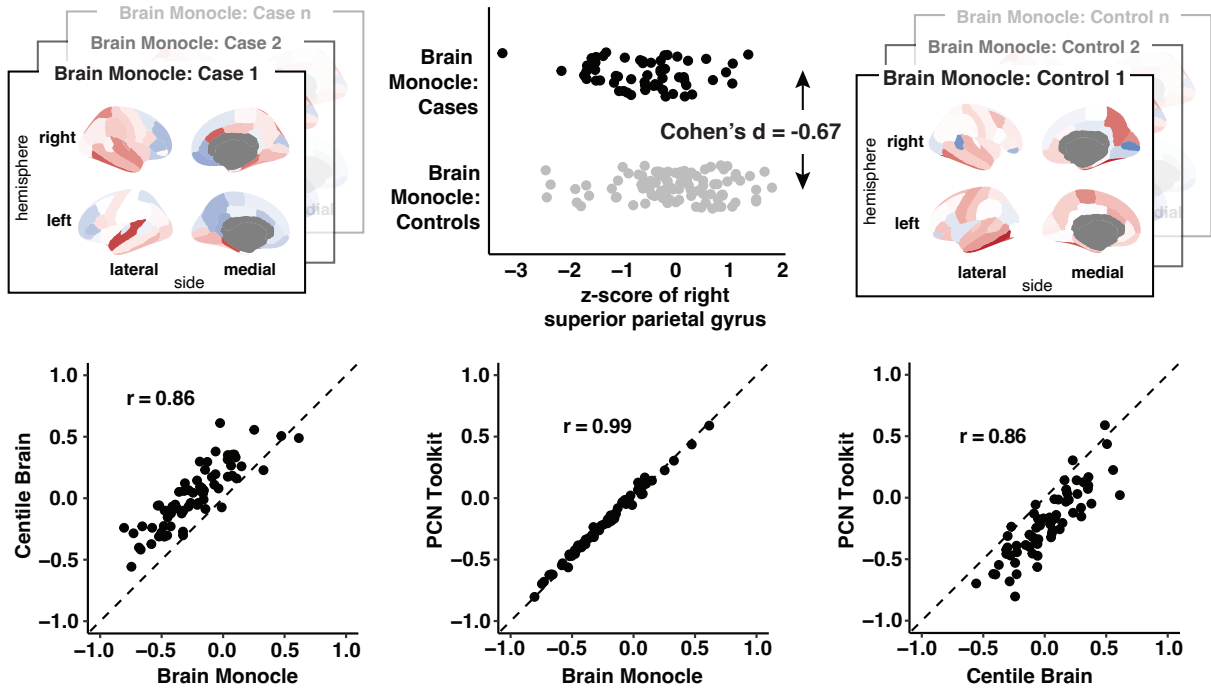 Brain Monocle: Case n
Brain Monocle: Case 2
Brain Monocle: Case 1
right
left
hemisphere
lateral
medial
side
Brain
Monocle:
Cases
Cohen's d = -0.67
Brain
Monocle:
Controls
−3 −2 −1 0 1 2
z-score of right
superior parietal gyrus
Brain Monocle: Control n
Brain Monocle: Control 2
Brain Monocle: Control 1
right
left
hemisphere
lateral
medial
side
dial
1.0
0.5
0.0
−0.5
−1.0
Centile Brain
r = 0.86
−1.0 −0.5 0.0 0.5 1.0
Brain Monocle
1.0
0.5
0.0
−0.5
−1.0
PCN Toolkit
r = 0.99
−1.0 −0.5 0.0 0.5 1.0
Brain Monocle
1.0
0.5
0.0
−0.5
−1.0
PCN Toolkit
r = 0.86
−1.0 −0.5 0.0 0.5 1.0
Centile Brain